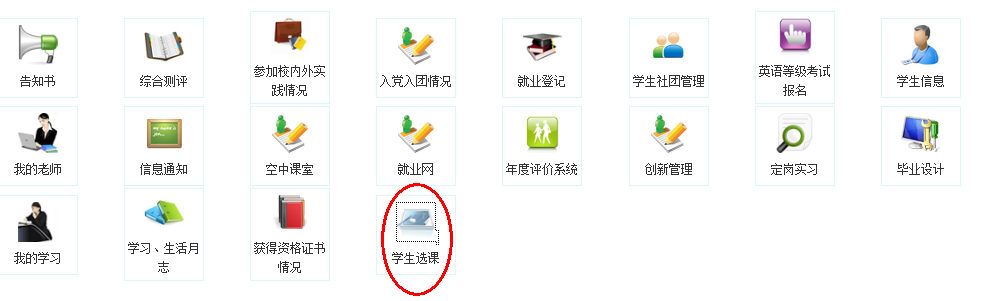 告知书
综合测评
参加校内外实
践情况
入党入团情况
就业登记
学生社团管理
英语等级考试
报名
学生信息
我的老师
信息通知
空中课室
就业网
年度评价系统
创新管理
定岗实习
毕业设计
我的学习
学习、生活月
志
获得资格证书
情况
学生选课